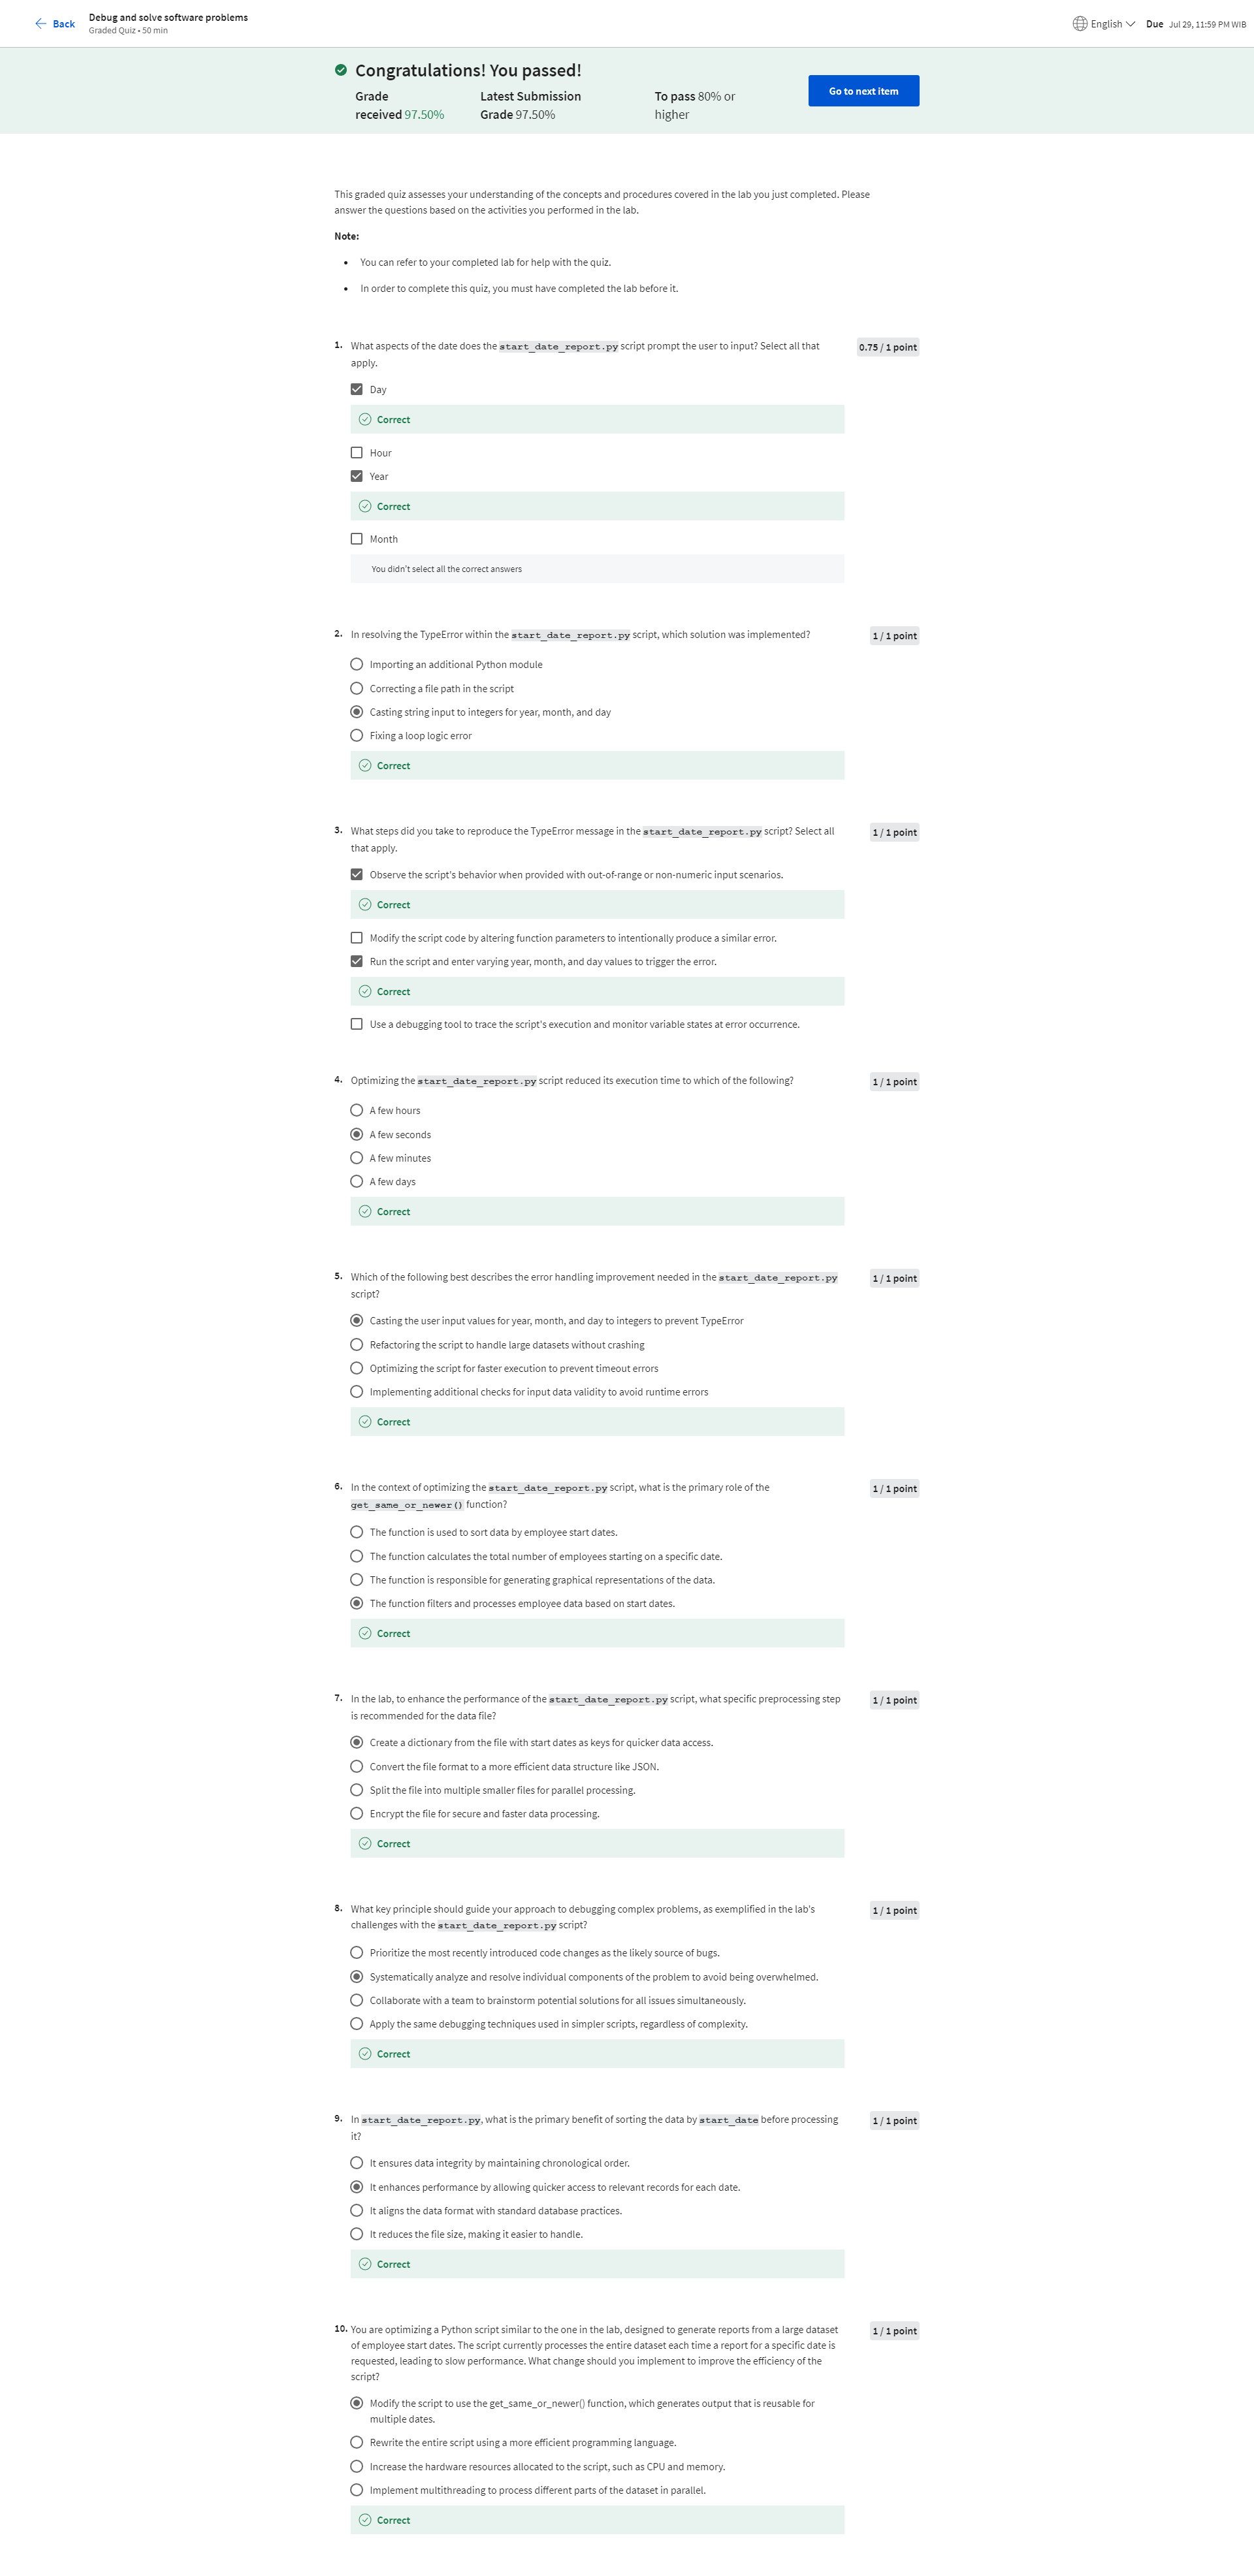 Back
Debug and solve software problems
Graded Quiz • 50 min
English
Due Jul 29, 11:59 PM WIB
Congratulations! You passed!
Grade
received 97.50%
Latest Submission
Grade 97.50%
To pass 80% or
higher
Go to next item
This graded quiz assesses your understanding of the concepts and procedures covered in the lab you just completed. Please
answer the questions based on the activities you performed in the lab.
Note:
• You can refer to your completed lab for help with the quiz.
• In order to complete this quiz, you must have completed the lab before it.
1. What aspects of the date does the start_date_report.py script prompt the user to input? Select all that
apply.
0.75 / 1 point
Day
Correct
Hour
Year
Correct
Month
You didn't select all the correct answers
2. In resolving the TypeError within the start_date_report.py script, which solution was implemented?
1 / 1 point
Importing an additional Python module
Correcting a file path in the script
Casting string input to integers for year, month, and day
Fixing a loop logic error
Correct
3. What steps did you take to reproduce the TypeError message in the start_date_report.py script? Select all
that apply.
1 / 1 point
Observe the script's behavior when provided with out-of-range or non-numeric input scenarios.
Correct
Modify the script code by altering function parameters to intentionally produce a similar error.
Run the script and enter varying year, month, and day values to trigger the error.
Correct
Use a debugging tool to trace the script's execution and monitor variable states at error occurrence.
4. Optimizing the start_date_report.py script reduced its execution time to which of the following?
1 / 1 point
A few hours
A few seconds
A few minutes
A few days
Correct
5. Which of the following best describes the error handling improvement needed in the start_date_report.py
script?
1 / 1 point
Casting the user input values for year, month, and day to integers to prevent TypeError
Refactoring the script to handle large datasets without crashing
Optimizing the script for faster execution to prevent timeout errors
Implementing additional checks for input data validity to avoid runtime errors
Correct
6. In the context of optimizing the start_date_report.py script, what is the primary role of the
get_same_or_newer() function?
1 / 1 point
The function is used to sort data by employee start dates.
The function calculates the total number of employees starting on a specific date.
The function is responsible for generating graphical representations of the data.
The function filters and processes employee data based on start dates.
Correct
7. In the lab, to enhance the performance of the start_date_report.py script, what specific preprocessing step
is recommended for the data file?
1 / 1 point
Create a dictionary from the file with start dates as keys for quicker data access.
Convert the file format to a more efficient data structure like JSON.
Split the file into multiple smaller files for parallel processing.
Encrypt the file for secure and faster data processing.
Correct
8. What key principle should guide your approach to debugging complex problems, as exemplified in the lab's
challenges with the start_date_report.py script?
1 / 1 point
Prioritize the most recently introduced code changes as the likely source of bugs.
Systematically analyze and resolve individual components of the problem to avoid being overwhelmed.
Collaborate with a team to brainstorm potential solutions for all issues simultaneously.
Apply the same debugging techniques used in simpler scripts, regardless of complexity.
Correct
9. In start_date_report.py, what is the primary benefit of sorting the data by start_date before processing
it?
1 / 1 point
It ensures data integrity by maintaining chronological order.
It enhances performance by allowing quicker access to relevant records for each date.
It aligns the data format with standard database practices.
It reduces the file size, making it easier to handle.
Correct
10. You are optimizing a Python script similar to the one in the lab, designed to generate reports from a large dataset
of employee start dates. The script currently processes the entire dataset each time a report for a specific date is
requested, leading to slow performance. What change should you implement to improve the efficiency of the
script?
1 / 1 point
Modify the script to use the get_same_or_newer() function, which generates output that is reusable for
multiple dates.
Rewrite the entire script using a more efficient programming language.
Increase the hardware resources allocated to the script, such as CPU and memory.
Implement multithreading to process different parts of the dataset in parallel.
Correct